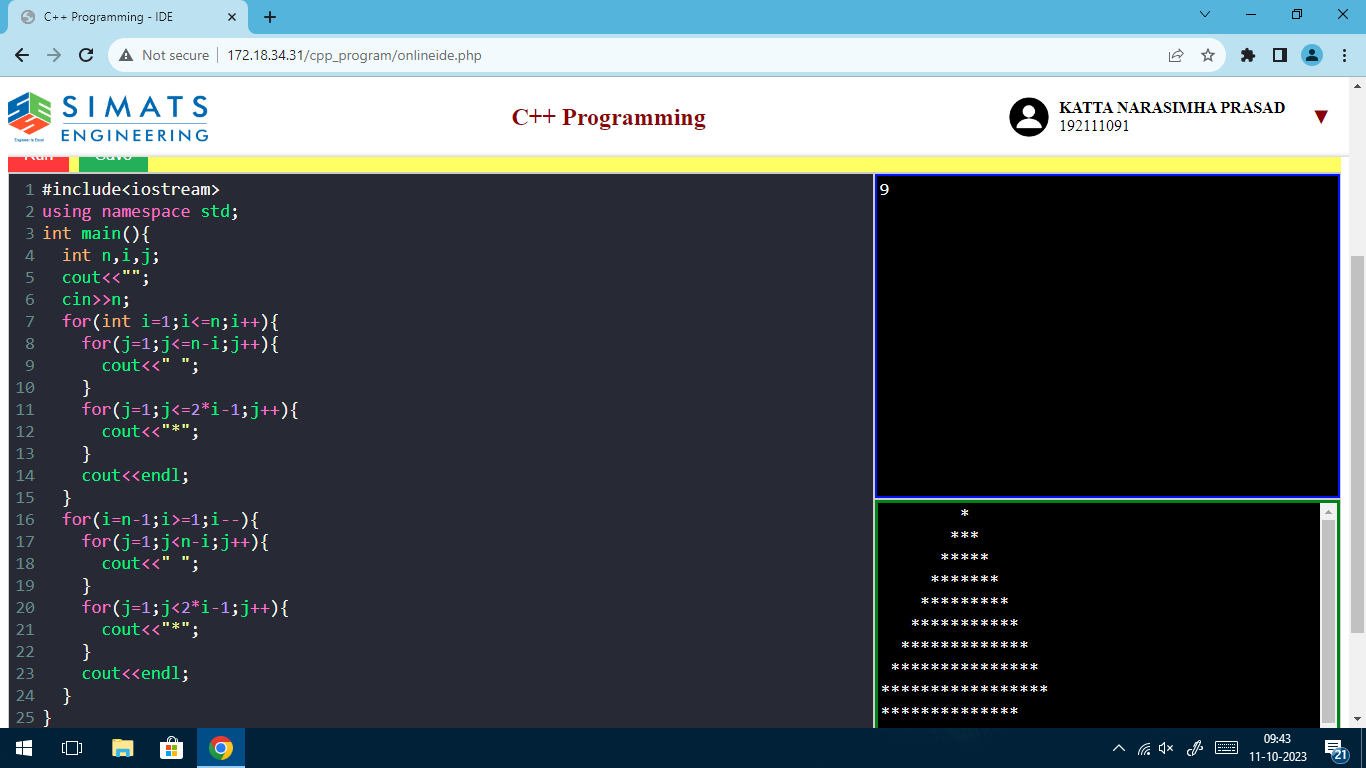 C++ Programming - IDE
Not secure 172.18.34.31/cpp_program/onlineide.php
SIMATS
ENGINEERING
Engineer to Excel
C++ Programming
KATTA NARASIMHA PRASAD
192111091
Run Save
1 #include<iostream>
2 using namespace std;
3 int main(){
4   int n,i,j;
5   cout<<"";
6   cin>>n;
7   for(int i=1;i<=n;i++){
8     for(j=1;j<=n-i;j++){
9       cout<<" ";
10     }
11     for(j=1;j<=2*i-1;j++){
12       cout<<"*";
13     }
14     cout<<endl;
15   }
16   for(i=n-1;i>=1;i--){
17     for(j=1;j<n-i;j++){
18       cout<<" ";
19     }
20     for(j=1;j<2*i-1;j++){
21       cout<<"*";
22     }
23     cout<<endl;
24   }
25 }
9
        *
       ***
      *****
     *******
    *********
   ***********
  *************
 ***************
*****************
**************
09:43
11-10-2023
21